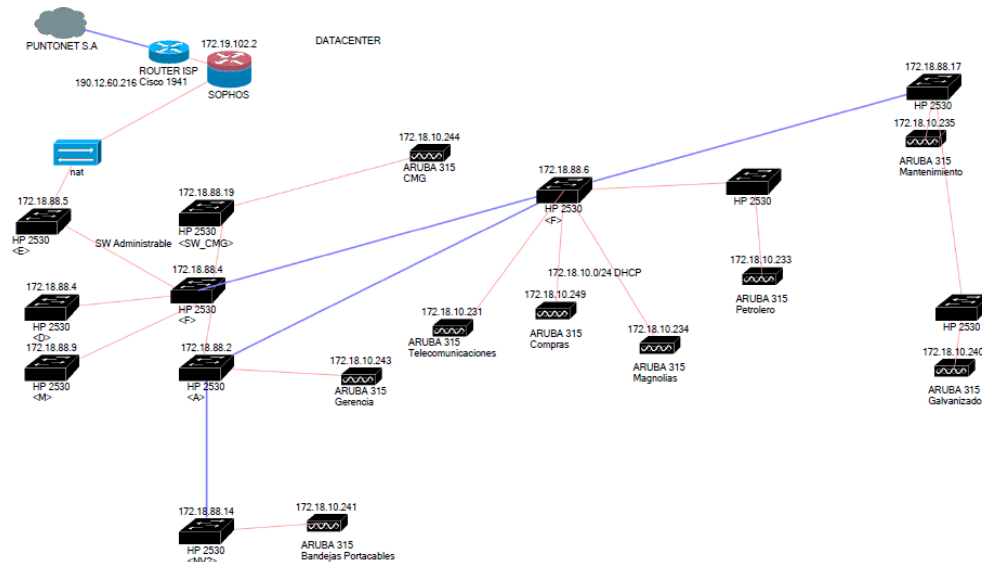 PUNTONET S.A
172.19.102.2
DATACENTER
ROUTER ISP
190.12.60.216 Cisco 1941
SOPHOS
172.18.88.17
HP 2530
172.18.10.235
ARUBA 315
Mantenimiento
nat
172.18.10.244
ARUBA 315
CMG
172.18.88.6
HP 2530
<F>
HP 2530
172.18.88.5
HP 2530
<E>
172.18.88.19
HP 2530
<SW_CMG>
SW Administrable
172.18.88.4
HP 2530
<F>
172.18.10.0/24 DHCP
172.18.10.233
ARUBA 315
Petrolero
172.18.88.4
HP 2530
<D>
172.18.10.231
ARUBA 315
Telecomunicaciones
172.18.10.249
ARUBA 315
Compras
172.18.10.234
ARUBA 315
Magnolias
HP 2530
172.18.88.9
HP 2530
<M>
172.18.88.2
HP 2530
<A>
172.18.10.243
ARUBA 315
Gerencia
172.18.10.240
ARUBA 315
Galvanizado
172.18.88.14
HP 2530
<NV2>
172.18.10.241
ARUBA 315
Bandejas Portacables